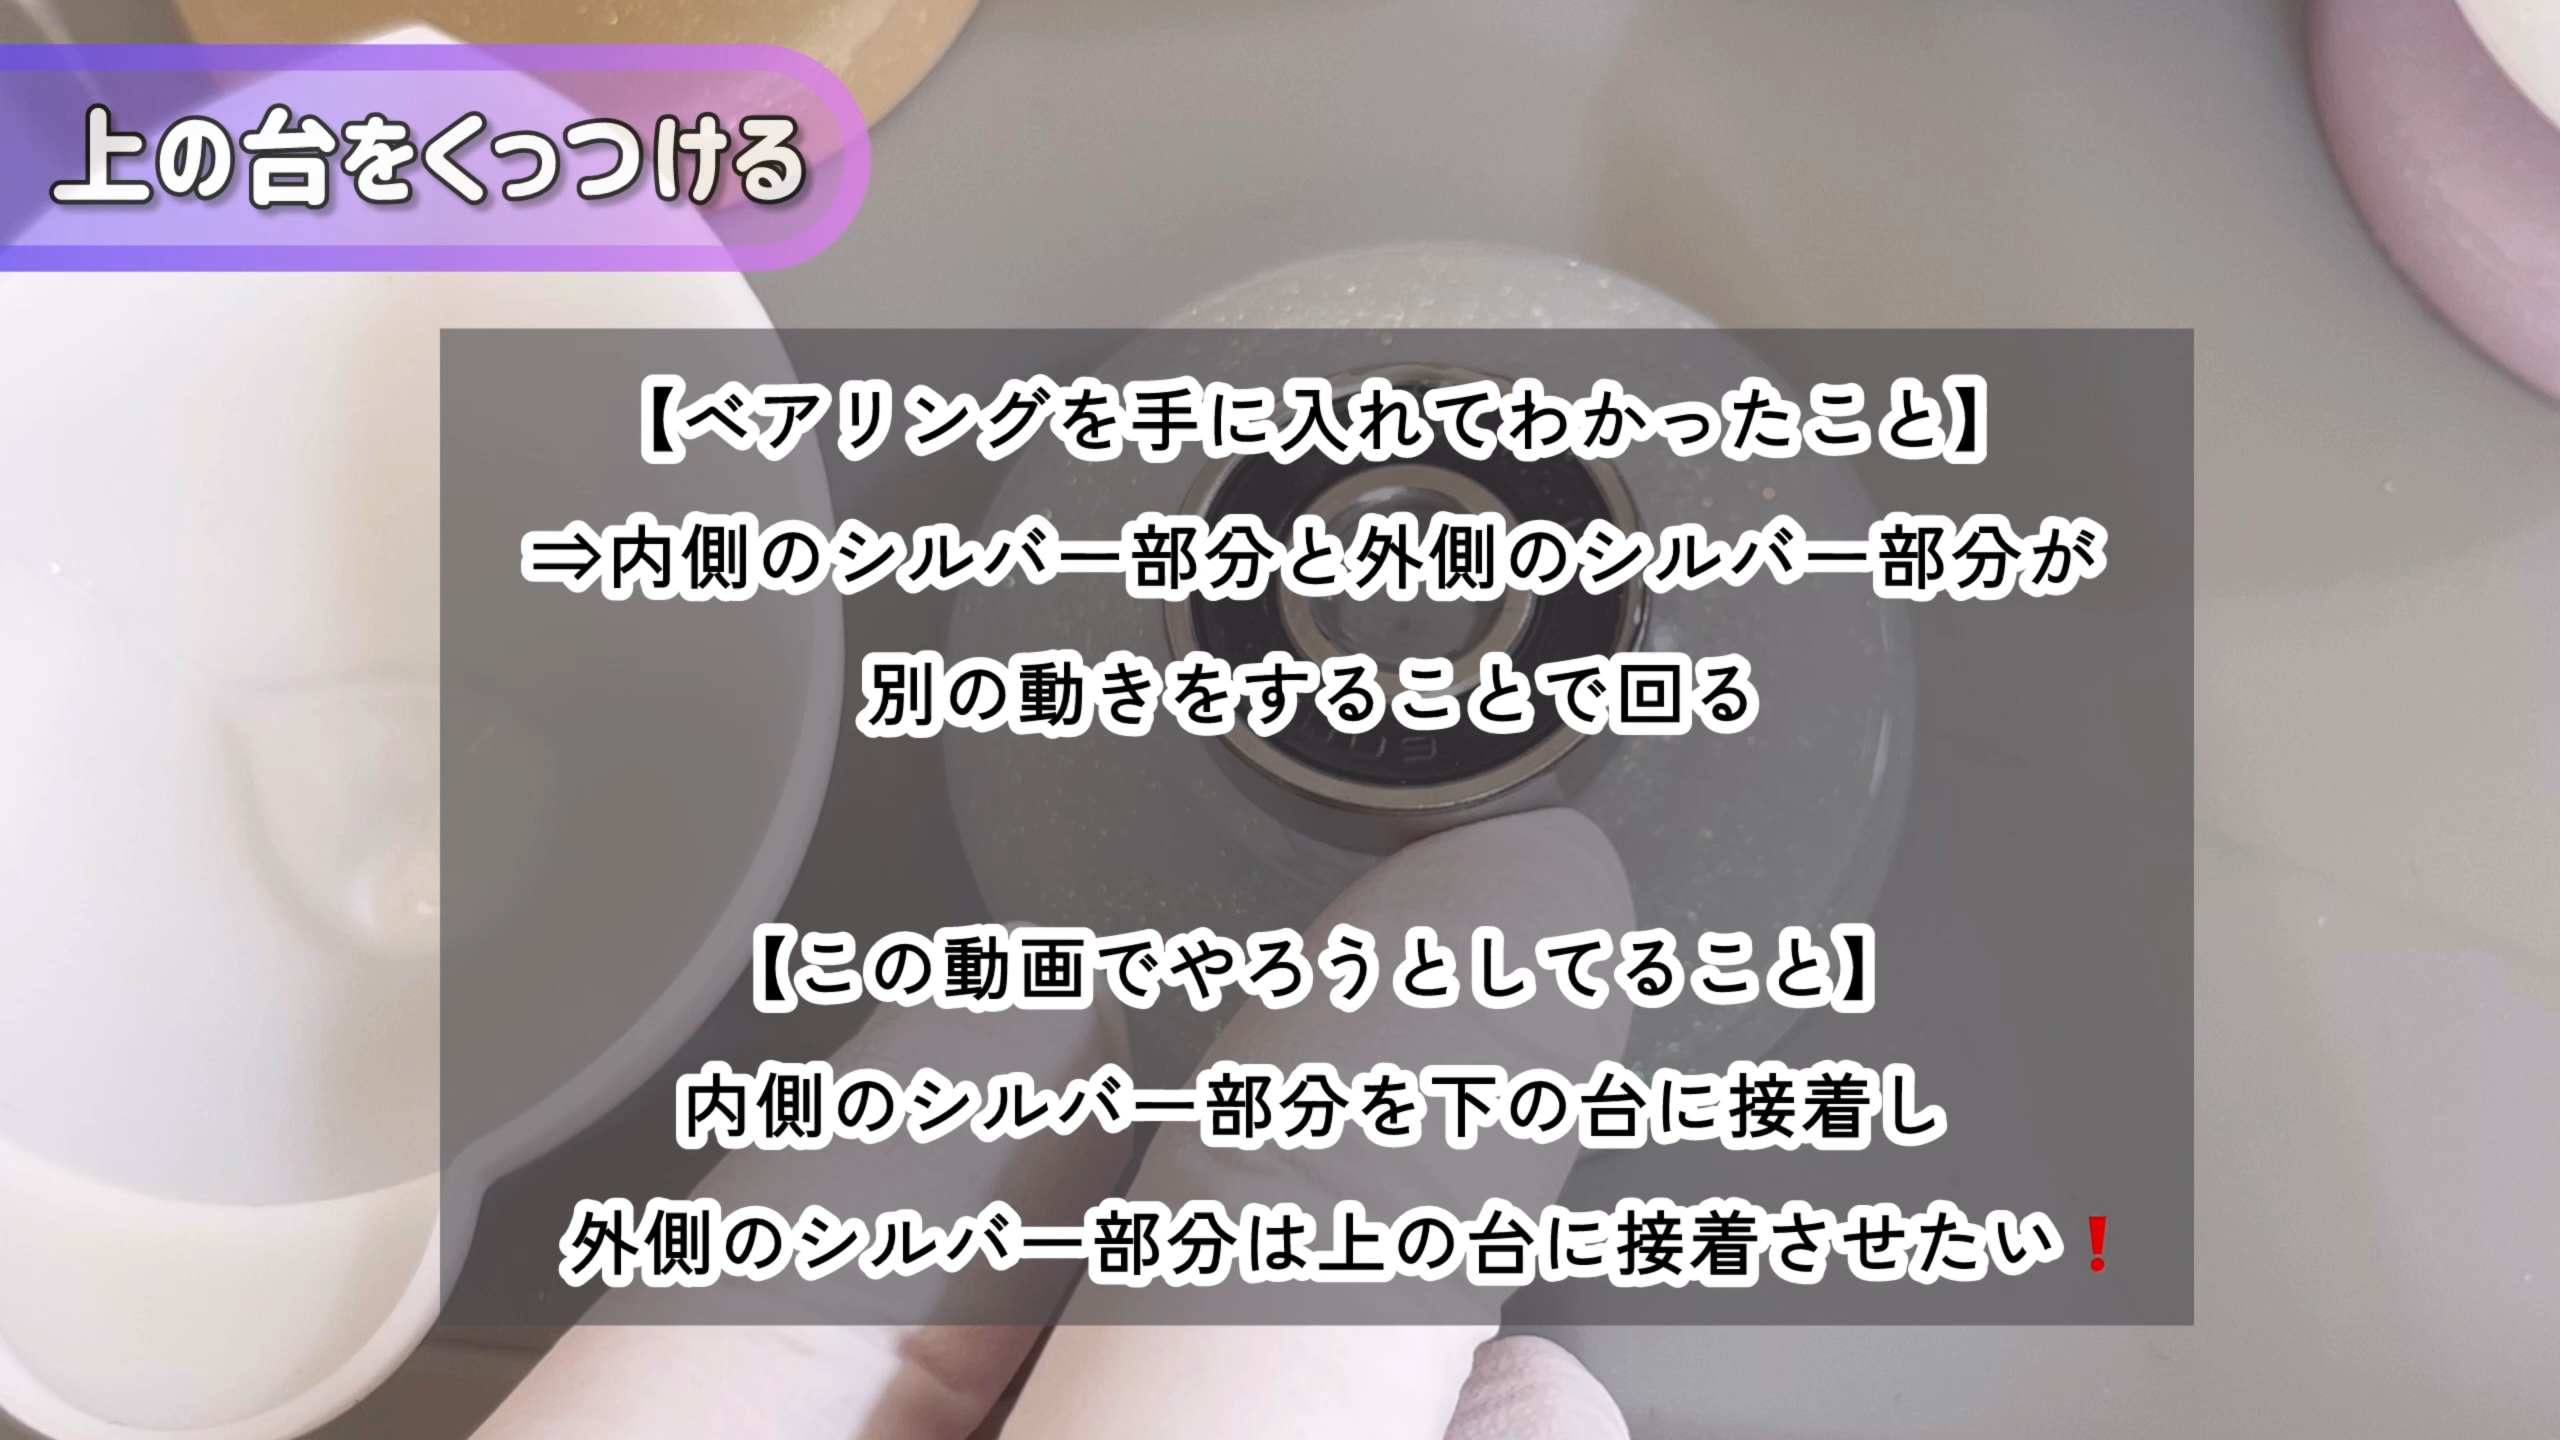 上の台をくっつける
【ベアリングを手に入れてわかったこと】
⇒内側のシルバー部分と外側のシルバー部分が
別の動きをすることで回る
【この動画でやろうとしてること】
内側のシルバー部分を下の台に接着し
外側のシルバー部分は上の台に接着させたい❗